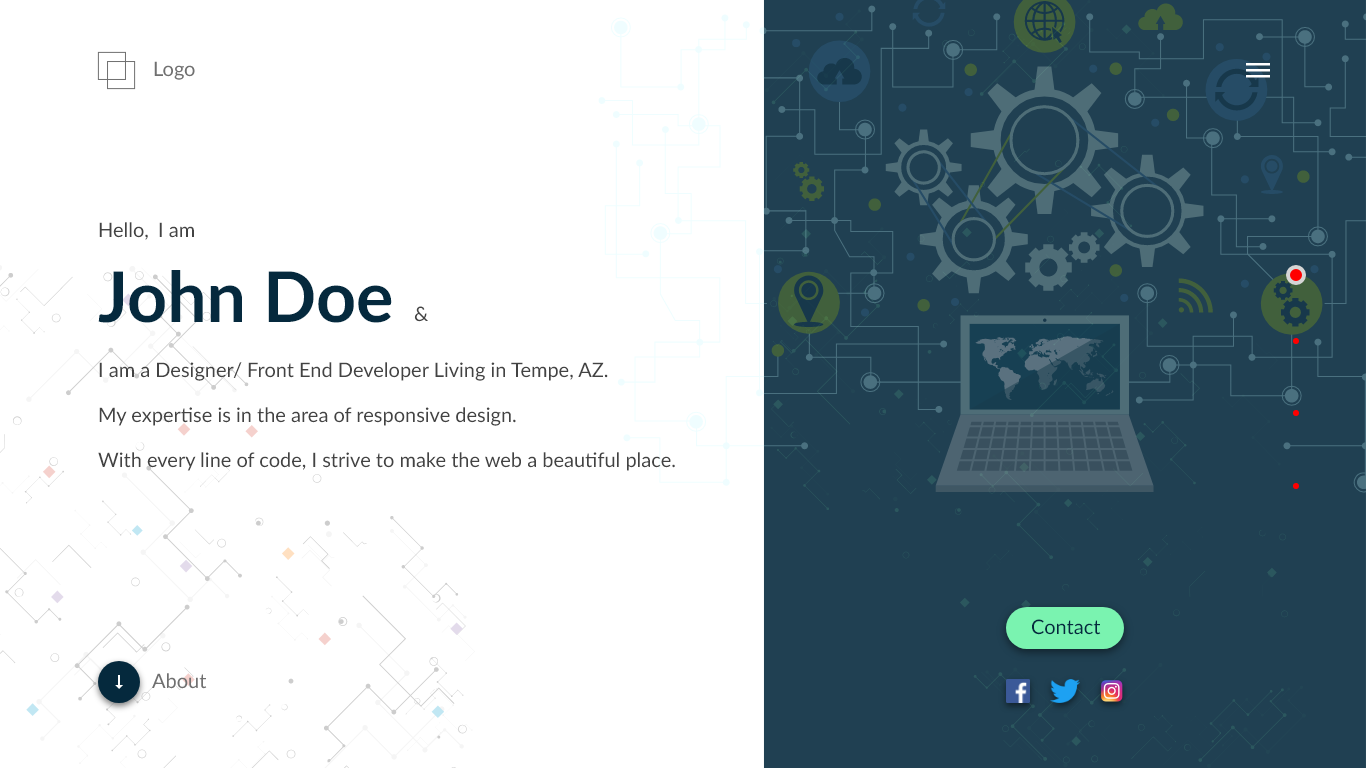 Logo
Hello, I am
John Doe &
I am a Designer/ Front End Developer Living in Tempe, AZ.
My expertise is in the area of responsive design.
With every line of code, I strive to make the web a beautiful place.
About
Contact